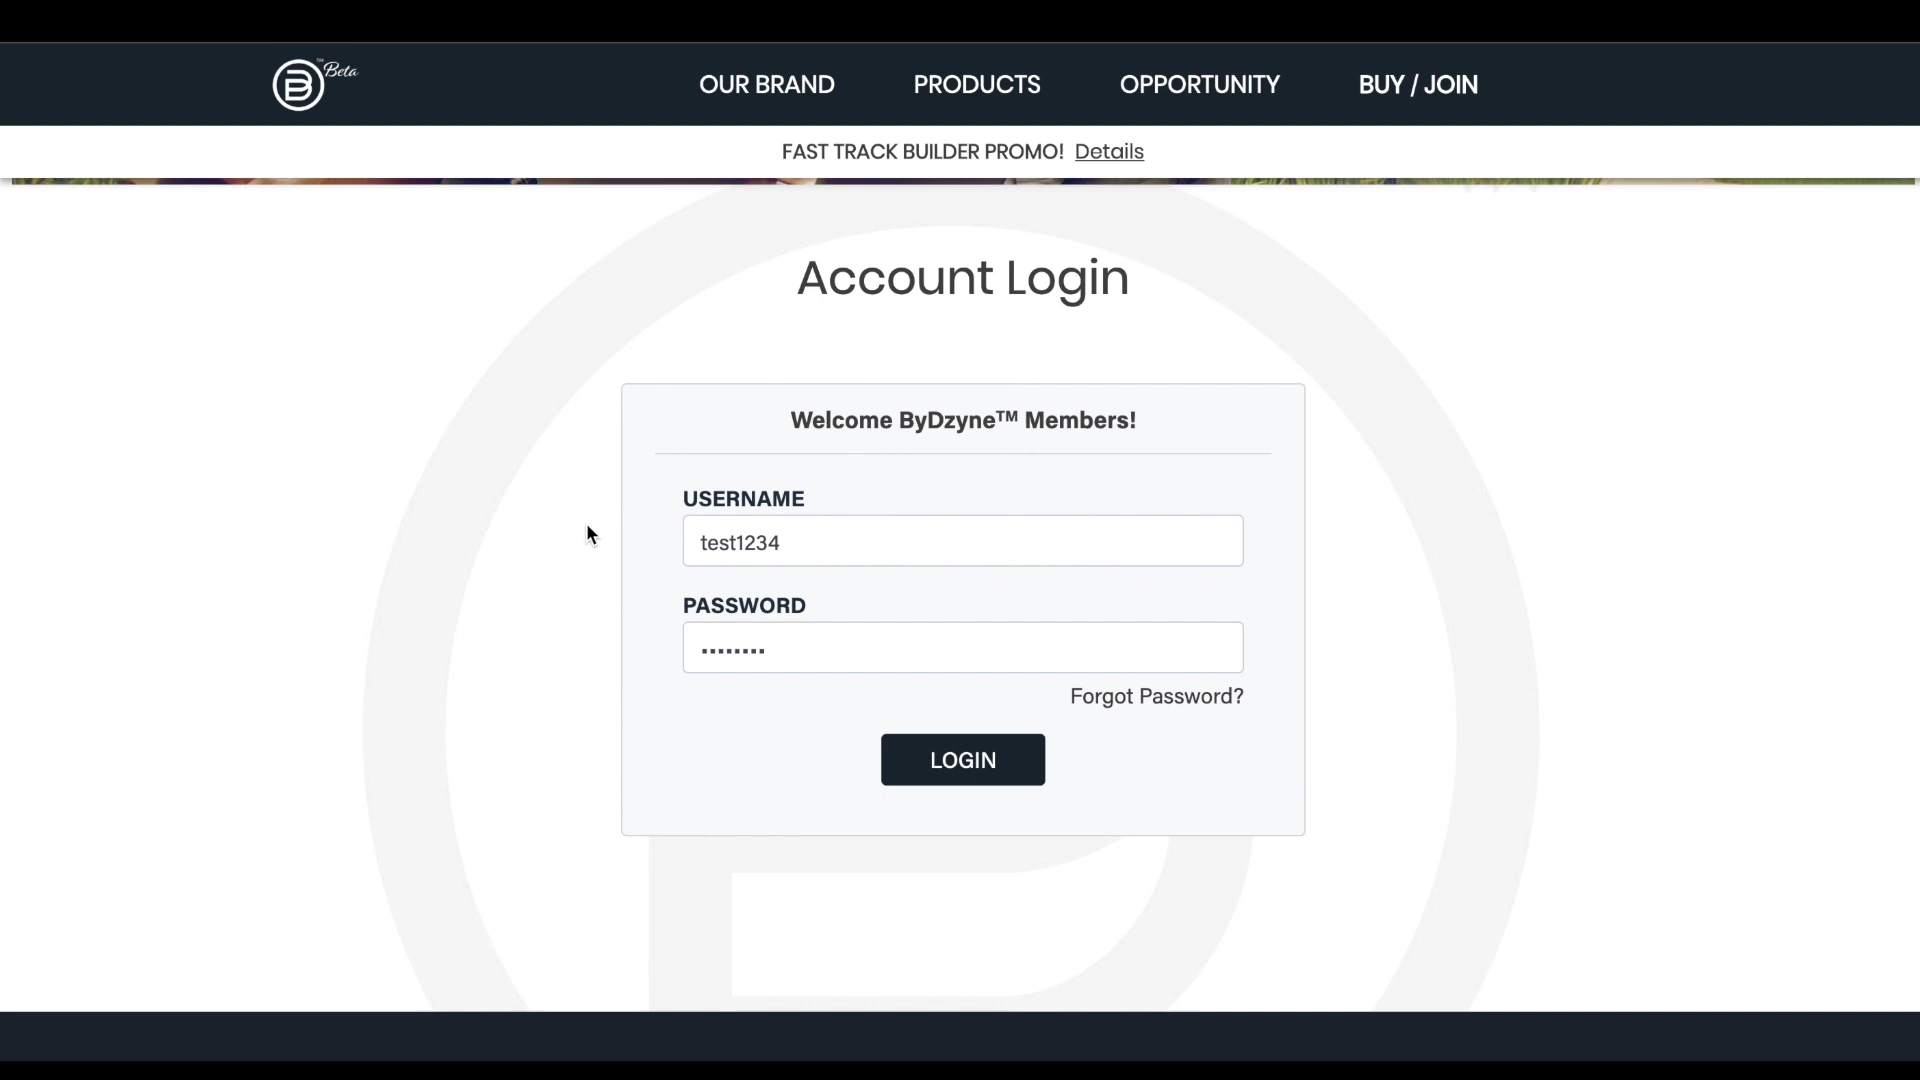 B™ Beta
OUR BRAND PRODUCTS OPPORTUNITY BUY / JOIN
FAST TRACK BUILDER PROMO! Details
Account Login
Welcome ByDzyne™ Members!
USERNAME
test1234
PASSWORD
••••••••
Forgot Password?
LOGIN